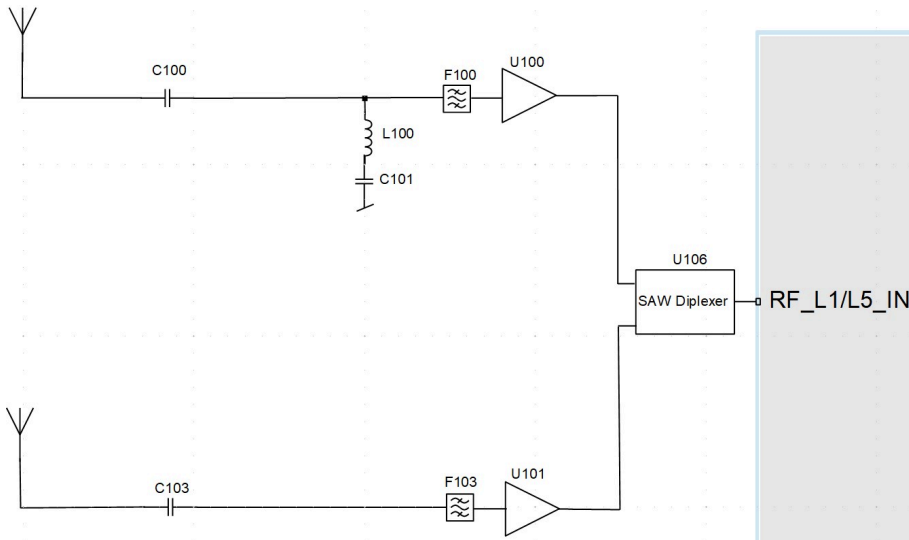 C100
F100
U100
L100
C101
U106
SAW Diplexer
RF_L1/L5_IN
C103
F103
U101